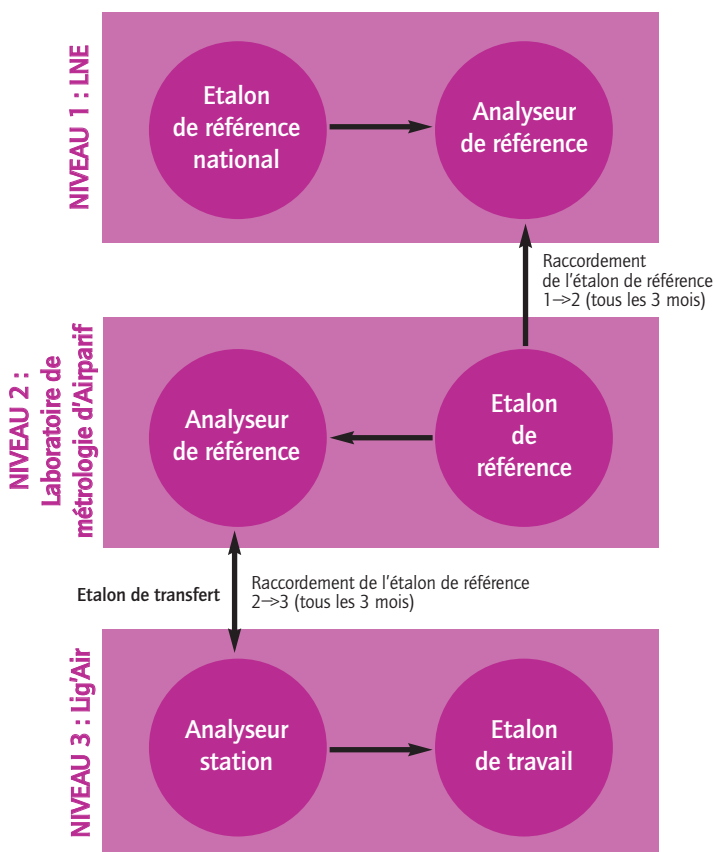 NIVEAU 1 : LNE
Etalon
de référence
national
Analyseur
de référence
Raccordement
de l'étalon de référence
1->2 (tous les 3 mois)
NIVEAU 2 :
Laboratoire de
métrologie d'Airparif
Analyseur
de référence
Etalon
de
référence
Etalon de transfert
Raccordement de l'étalon de référence
2->3 (tous les 3 mois)
NIVEAU 3 : Lig'Air
Analyseur
station
Etalon
de travail